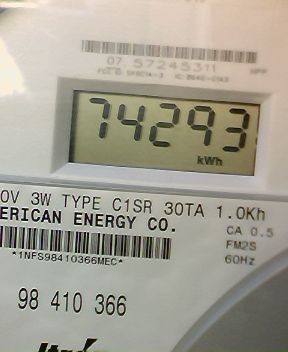 07 57245311
74293
kWh
0V 3W TYPE C1SR 30TA 1.0Kh
ERICAN ENERGY CO.
CA 0.5
FM2S
*1NFS98410366MEC*
60Hz
98 410 366
Itrón